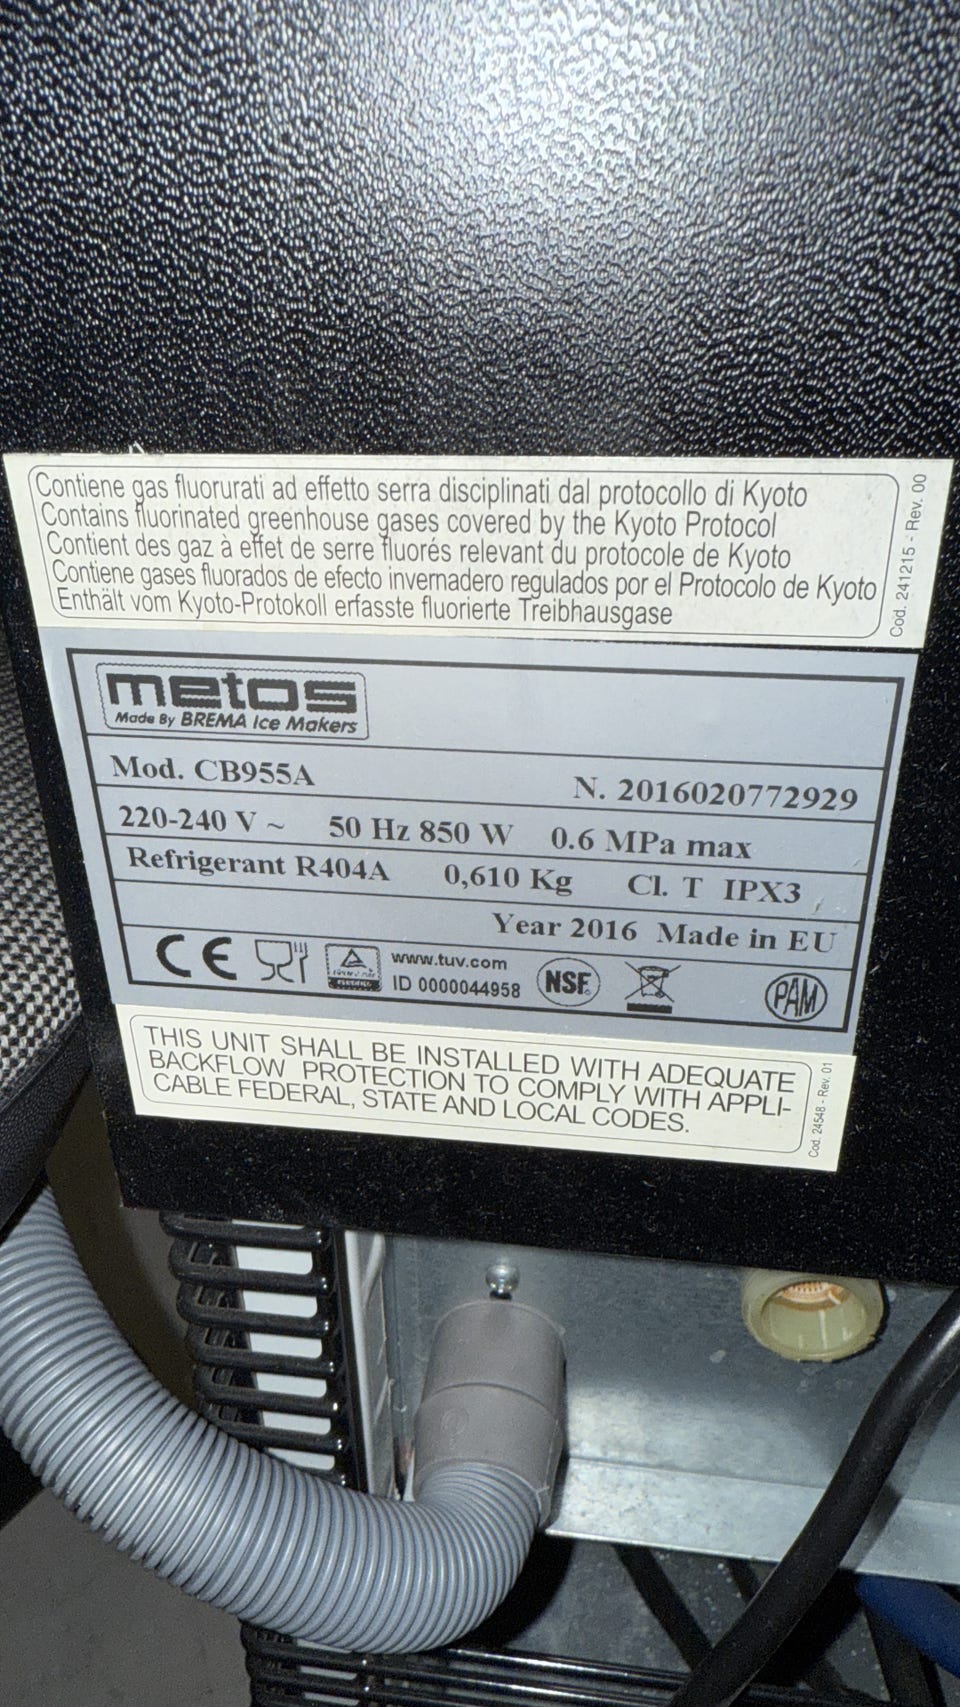 Contiene gas fluorurati ad effetto serra disciplinati dal protocollo di Kyoto
Contains fluorinated greenhouse gases covered by the Kyoto Protocol
Contient des gaz à effet de serre fluorés relevant du protocole de Kyoto
Contiene gases fluorados de efecto invernadero regulados por el Protocolo de Kyoto
Enthält vom Kyoto-Protokoll erfasste fluorierte Treibhausgase
Cod. 241215 - Rev. 00
metos
Made By BREMA Ice Makers
Mod. CB955A N. 2016020772929
220-240 V ~ 50 Hz 850 W 0.6 MPa max
Refrigerant R404A 0,610 Kg Cl. T IPX3
Year 2016 Made in EU
CE www.tuv.com NSF PAM
ID 0000044958
THIS UNIT SHALL BE INSTALLED WITH ADEQUATE
BACKFLOW PROTECTION TO COMPLY WITH APPLI-
CABLE FEDERAL, STATE AND LOCAL CODES.
Cod. 24548 - Rev. 01